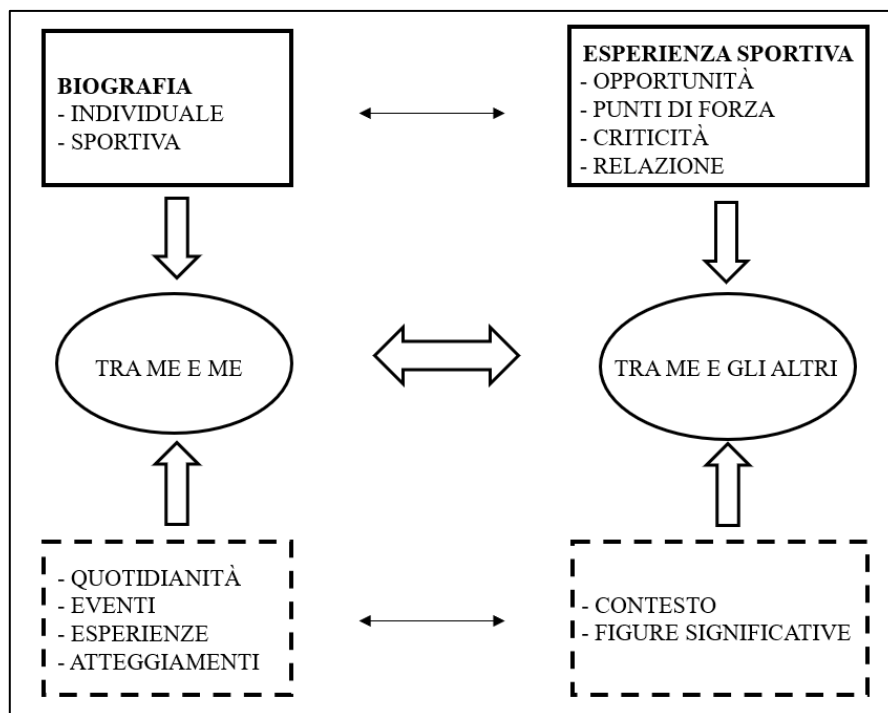 BIOGRAFIA
- INDIVIDUALE
- SPORTIVA
ESPERIENZA SPORTIVA
- OPPORTUNITÀ
- PUNTI DI FORZA
- CRITICITÀ
- RELAZIONE
TRA ME E ME
TRA ME E GLI ALTRI
- QUOTIDIANITÀ
- EVENTI
- ESPERIENZE
- ATTEGGIAMENTI
- CONTESTO
- FIGURE SIGNIFICATIVE